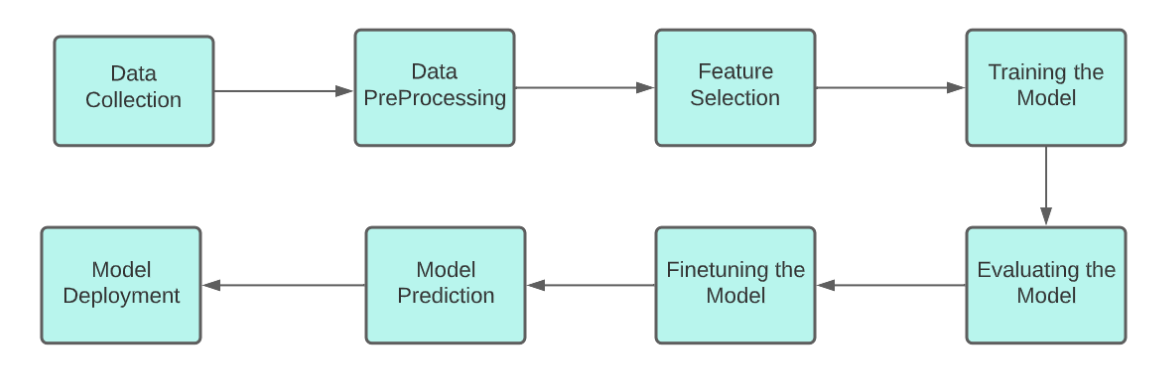 Data
Collection
Data
PreProcessing
Feature
Selection
Training the
Model
Evaluating the
Model
Finetuning the
Model
Model
Prediction
Model
Deployment